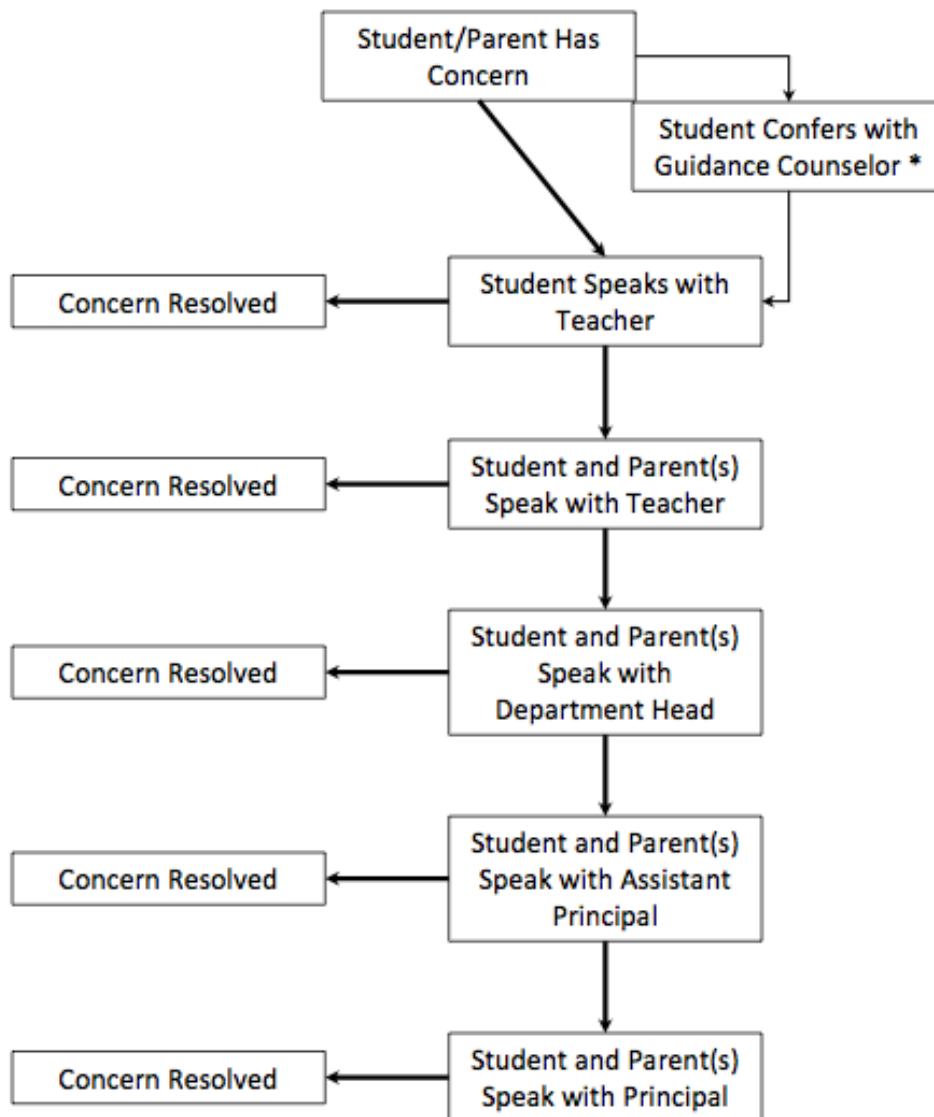 Student/Parent Has
Concern
Student Confers with
Guidance Counselor *
Student Speaks with
Teacher
Concern Resolved
Student and Parent(s)
Speak with Teacher
Concern Resolved
Student and Parent(s)
Speak with
Department Head
Concern Resolved
Student and Parent(s)
Speak with Assistant
Principal
Concern Resolved
Student and Parent(s)
Speak with Principal
Concern Resolved